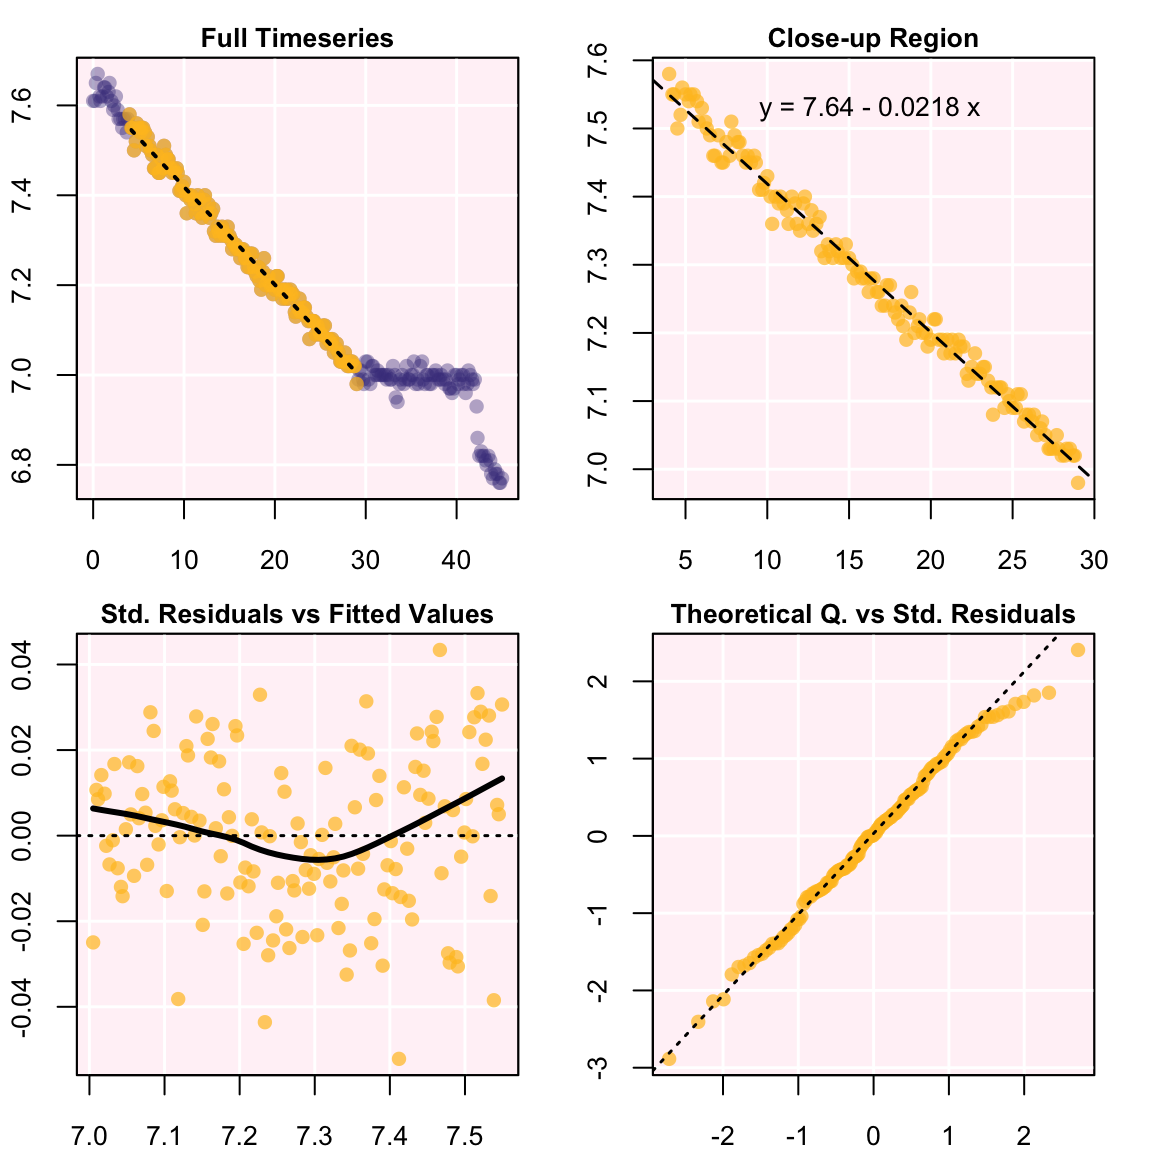 Full Timeseries
7.6
7.4
7.2
7.0
6.8
0 10 20 30 40
Close-up Region
y = 7.64 - 0.0218 x
7.6
7.5
7.4
7.3
7.2
7.1
7.0
5 10 15 20 25 30
Std. Residuals vs Fitted Values
0.04
0.02
0.00
-0.02
-0.04
7.0 7.1 7.2 7.3 7.4 7.5
Theoretical Q. vs Std. Residuals
2
1
0
-1
-2
-3
-2 -1 0 1 2